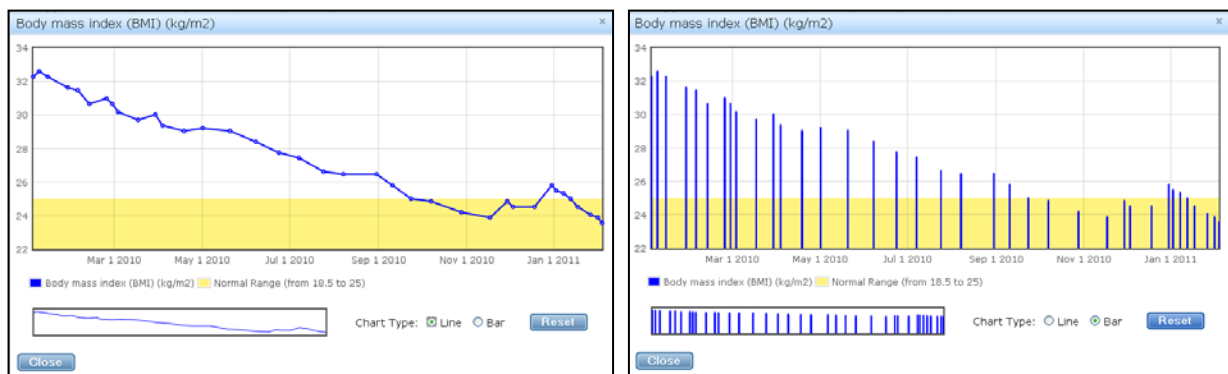 Body mass index (BMI) (kg/m2) x
34
32
30
28
26
24
22
Mar 1 2010 May 1 2010 Jul 1 2010 Sep 1 2010 Nov 1 2010 Jan 1 2011
Body mass index (BMI) (kg/m2) Normal Range (from 18.5 to 25)
Chart Type: Line Bar Reset
Close
Body mass index (BMI) (kg/m2) x
34
32
30
28
26
24
22
Mar 1 2010 May 1 2010 Jul 1 2010 Sep 1 2010 Nov 1 2010 Jan 1 2011
Body mass index (BMI) (kg/m2) Normal Range (from 18.5 to 25)
Chart Type: Line Bar Reset
Close